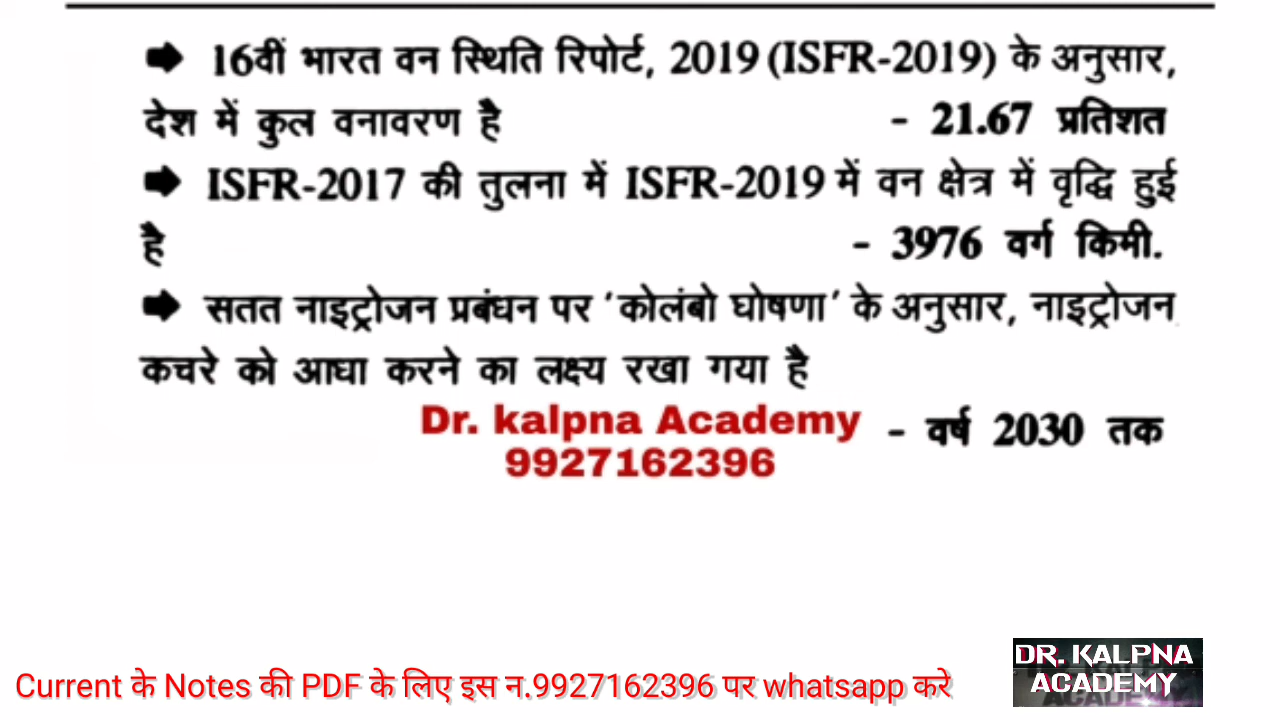 ➡ 16वीं भारत वन स्थिति रिपोर्ट, 2019 (ISFR-2019) के अनुसार,
देश में कुल वनावरण है - 21.67 प्रतिशत
➡ ISFR-2017 की तुलना में ISFR-2019 में वन क्षेत्र में वृद्धि हुई
है - 3976 वर्ग किमी.
➡ सतत नाइट्रोजन प्रबंधन पर 'कोलंबो घोषणा' के अनुसार, नाइट्रोजन
कचरे को आधा करने का लक्ष्य रखा गया है
Dr. kalpna Academy - वर्ष 2030 तक
9927162396
Current के Notes की PDF के लिए इस न.9927162396 पर whatsapp करे
DR. KALPNA
ACADEMY